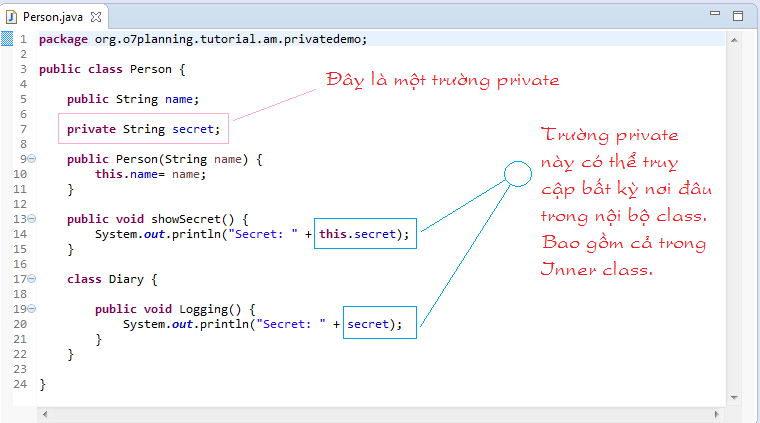 Person.java
1 package org.o7planning.tutorial.am.privatedemo;
2
3 public class Person {
4
5 public String name;
6
7 private String secret;
8
9 public Person(String name) {
10 this.name= name;
11 }
12
13 public void showSecret() {
14 System.out.println("Secret: " + this.secret);
15 }
16
17 class Diary {
18
19 public void Logging() {
20 System.out.println("Secret: " + secret);
21 }
22 }
23
24 }
Đây là một trường private
Trường private
này có thể truy
cập bất kỳ nơi đâu
trong nội bộ class.
Bao gồm cả trong
Inner class.